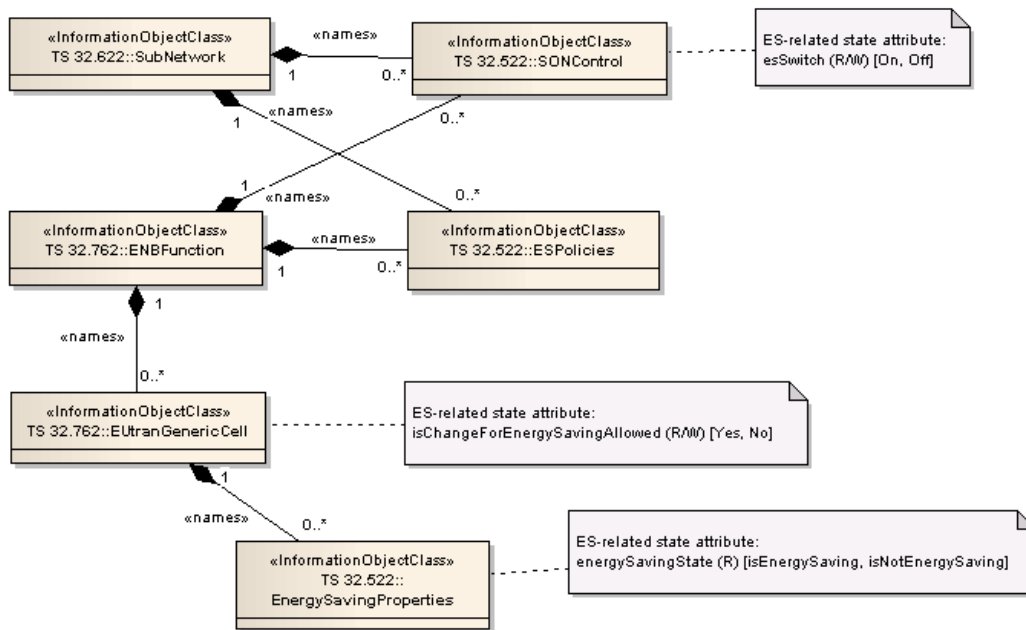 «InformationObjectClass»
TS 32.622::SubNetwork
«names»
1
0..*
«InformationObjectClass»
TS 32.522::SONControl
ES-related state attribute:
esSwitch (R/W) [On, Off]
1
«names»
0..*
1
«names»
0..*
«InformationObjectClass»
TS 32.762::ENBFunction
«names»
1
0..*
«InformationObjectClass»
TS 32.522::ESPolicies
1
«names»
0..*
«InformationObjectClass»
TS 32.762::EUtranGenericCell
ES-related state attribute:
isChangeForEnergySavingAllowed (R/W) [Yes, No]
1
«names»
0..*
«InformationObjectClass»
TS 32.522::
EnergySavingProperties
ES-related state attribute:
energySavingState (R) [isEnergySaving, isNotEnergySaving]